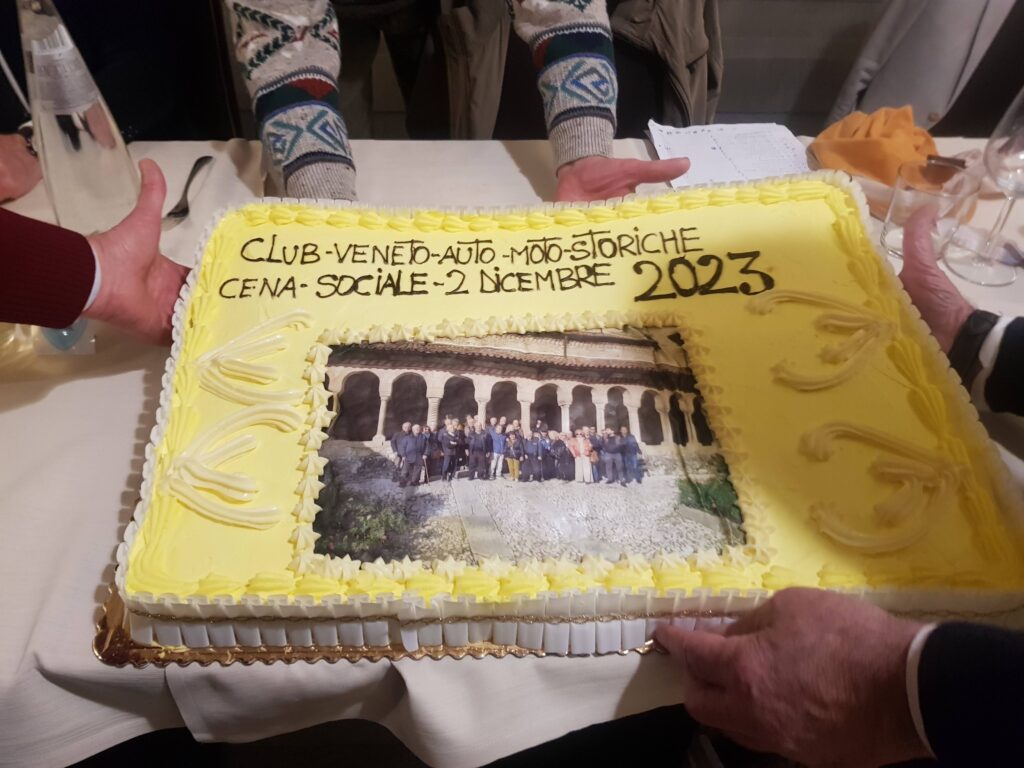 CLUB-VENETO-AUTO-MOTO-STORICHE
CENA-SOCIALE-2 DICEMBRE 2023